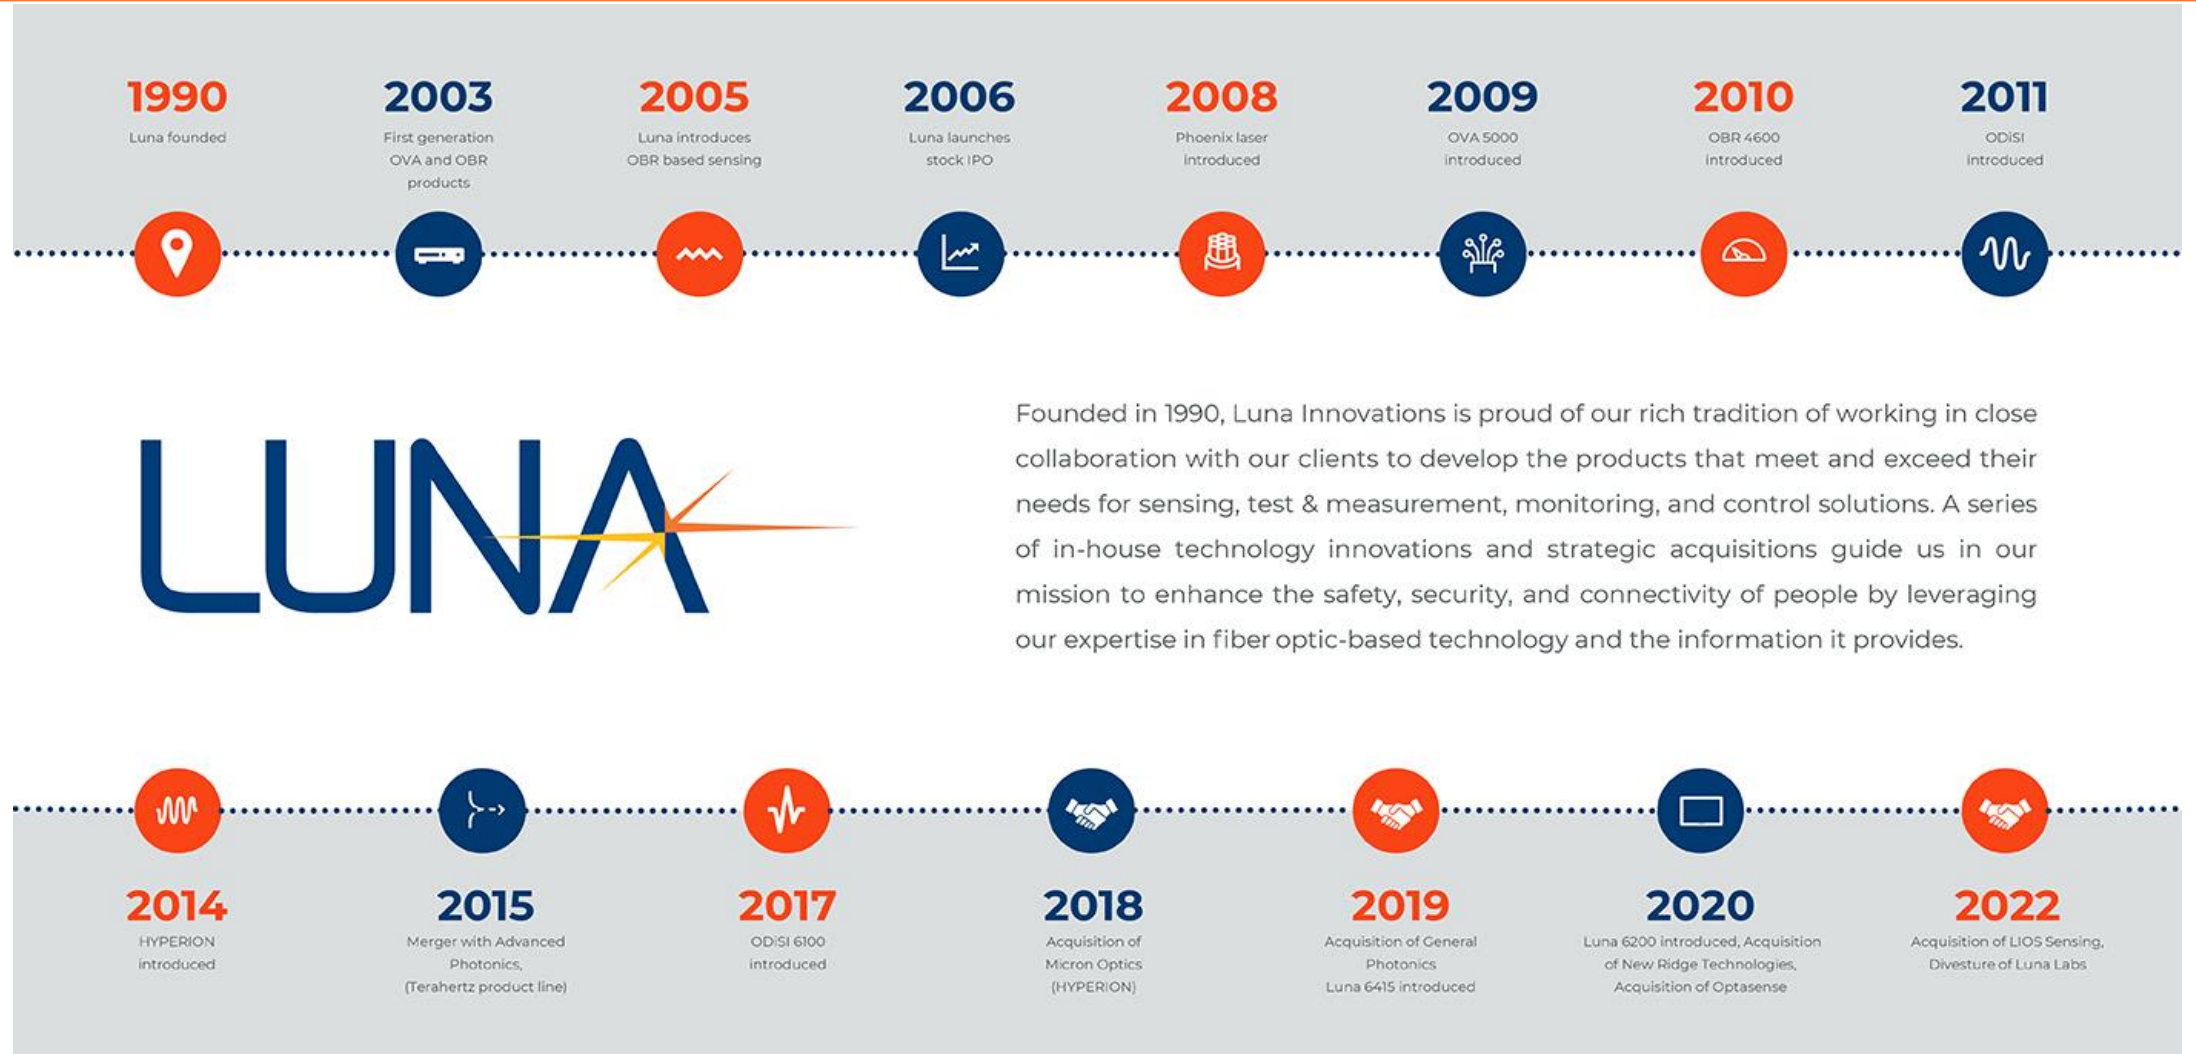 1990
Luna founded
2003
First generation
OVA and OBR
products
2005
Luna introduces
OBR based sensing
2006
Luna launches
stock IPO
2008
Phoenix laser
introduced
2009
OVA 5000
introduced
2010
OBR 4600
introduced
2011
ODiSI
introduced
LUNA
Founded in 1990, Luna Innovations is proud of our rich tradition of working in close
collaboration with our clients to develop the products that meet and exceed their
needs for sensing, test & measurement, monitoring, and control solutions. A series
of in-house technology innovations and strategic acquisitions guide us in our
mission to enhance the safety, security, and connectivity of people by leveraging
our expertise in fiber optic-based technology and the information it provides.
2014
HYPERION
introduced
2015
Merger with Advanced
Photonics,
(Terahertz product line)
2017
ODiSI 6100
introduced
2018
Acquisition of
Micron Optics
(HYPERION)
2019
Acquisition of General
Photonics
Luna 6415 introduced
2020
Luna 6200 introduced, Acquisition
of New Ridge Technologies,
Acquisition of Optasense
2022
Acquisition of LIOS Sensing,
Divesture of Luna Labs